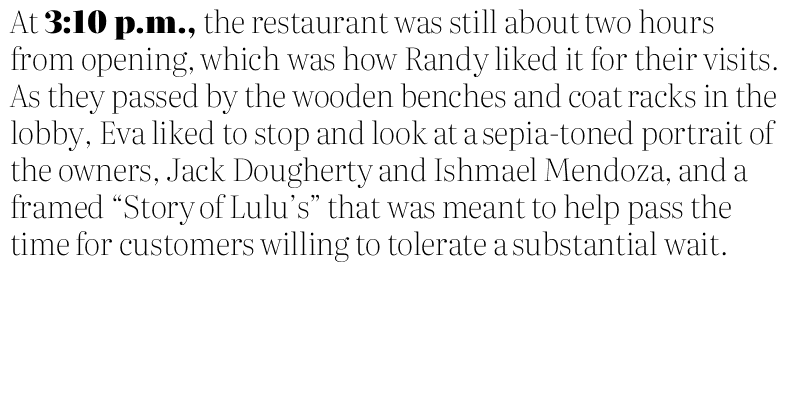 At 3:10 p.m., the restaurant was still about two hours
from opening, which was how Randy liked it for their visits.
As they passed by the wooden benches and coat racks in the
lobby, Eva liked to stop and look at a sepia-toned portrait of
the owners, Jack Dougherty and Ishmael Mendoza, and a
framed “Story of Lulu’s” that was meant to help pass the
time for customers willing to tolerate a substantial wait.